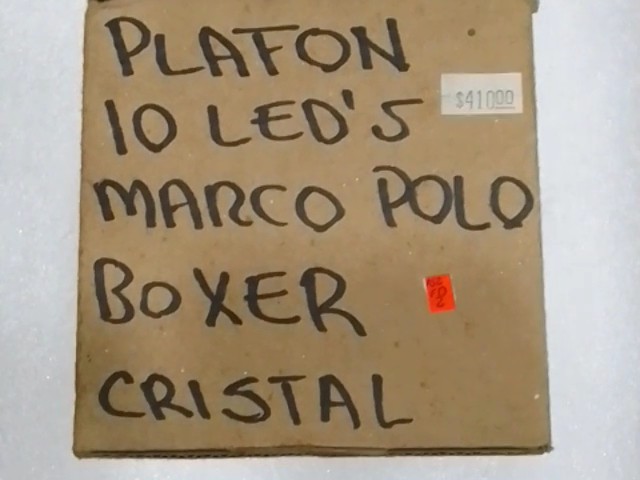 PLAFON
10 LED'S
$410.00
MARCO POLO
BOXER
CRISTAL